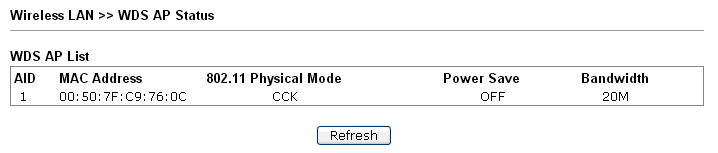 Wireless LAN >> WDS AP Status
WDS AP List
AID MAC Address 802.11 Physical Mode Power Save Bandwidth
1 00:50:7F:C9:76:0C CCK OFF 20M
Refresh